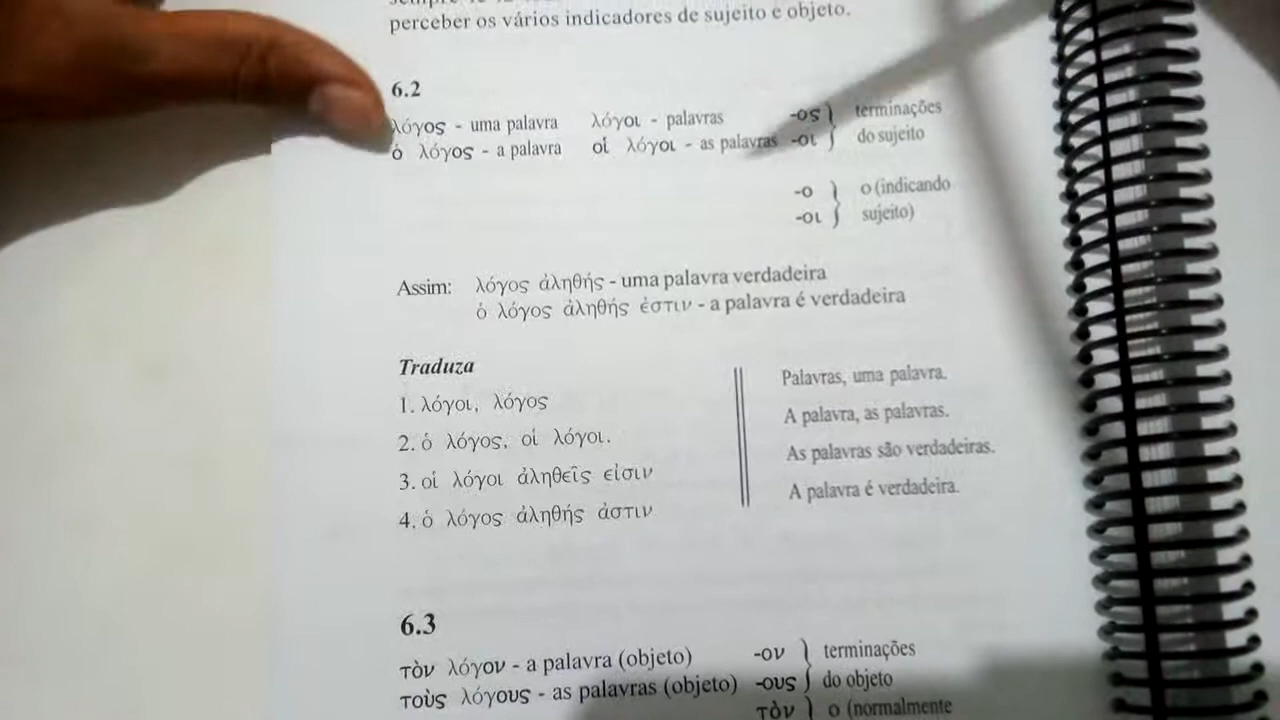 perceber os vários indicadores de sujeito e objeto.
6.2
λόγος - uma palavra λόγοι - palavras -ος } terminações
ὁ λόγος - a palavra οἱ λόγοι - as palavras -οι } do sujeito
-ο } o (indicando
-οι } sujeito)
Assim: λόγος ἀληθής - uma palavra verdadeira
ὁ λόγος ἀληθής ἐστιν - a palavra é verdadeira
Traduza
1. λόγοι, λόγος Palavras, uma palavra.
2. ὁ λόγος, οἱ λόγοι. A palavra, as palavras.
3. οἱ λόγοι ἀληθεῖς εἰσιν As palavras são verdadeiras.
4. ὁ λόγος ἀληθής ἀστιν A palavra é verdadeira.
6.3
τὸν λόγον - a palavra (objeto) -ον } terminações
τοὺς λόγους - as palavras (objeto) -ους } do objeto
τὸν } o (normalmente